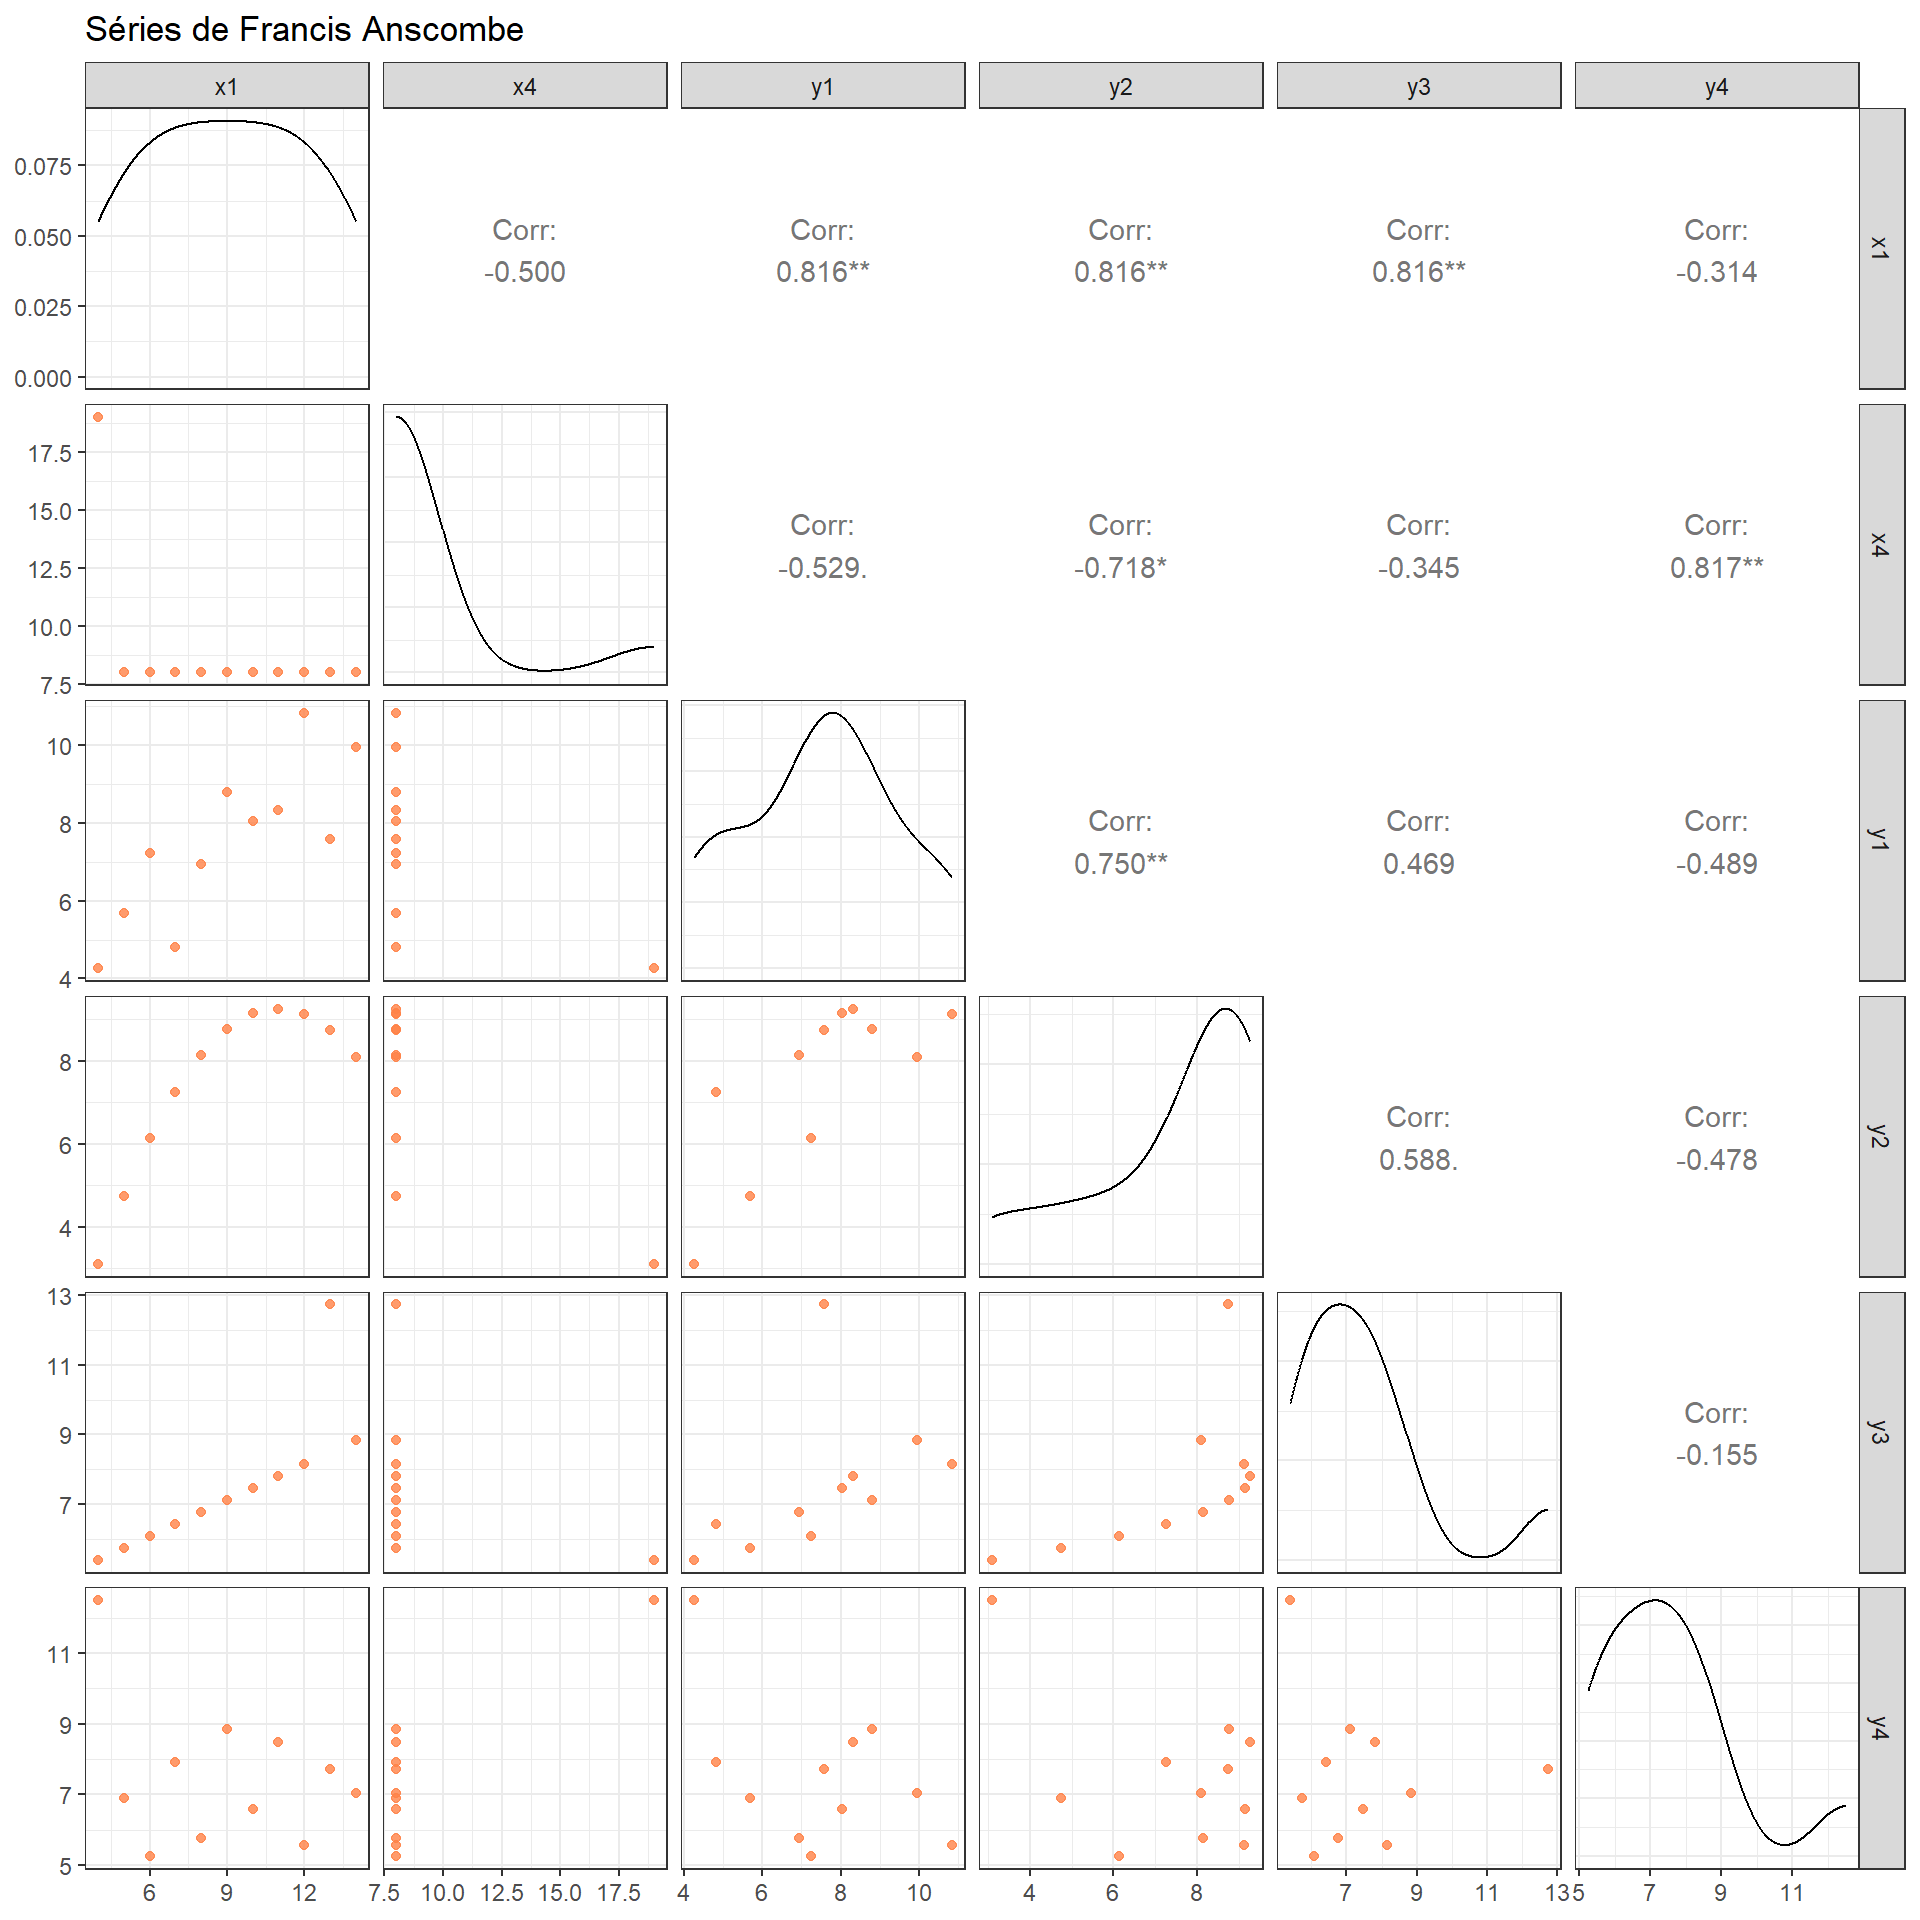 Séries de Francis Anscombe
x1 x4 y1 y2 y3 y4
0.075
0.050
0.025
0.000
Corr: Corr: Corr: Corr: Corr:
-0.500 0.816** 0.816** 0.816** -0.314
x1
17.5
15.0
12.5
10.0
7.5
Corr: Corr: Corr: Corr:
-0.529. -0.718* -0.345 0.817**
x4
10
8
6
4
Corr: Corr: Corr:
0.750** 0.469 -0.489
y1
8
6
4
Corr: Corr:
0.588. -0.478
y2
13
11
9
7
Corr:
-0.155
y3
11
9
7
5
y4
6 9 12 7.5 10.0 12.5 15.0 17.5 4 6 8 10 4 6 8 7 9 11 13 5 7 9 11